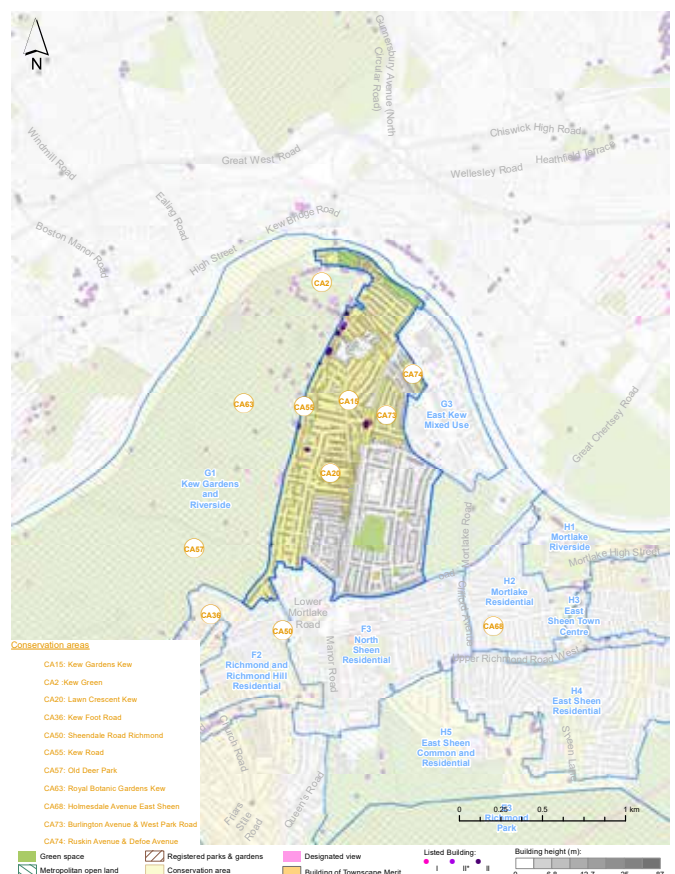 N
Gunnersbury Avenue (North
Circular Road)
Chiswick High Road
Windmill Road
Great West Road
Heathfield Terrace
Wellesley Road
Ealing Road
Kew Bridge Road
Boston Manor Road
High Street
CA2
CA74
CA63
CA55
CA15
CA73
G3
East Kew
Mixed Use
Great Chertsey Road
CA20
G1
Kew Gardens
and
Riverside
Mortlake Road
H1
Mortlake
Riverside
CA57
Mortlake High Street
Clifford Avenue
H2
Mortlake
Residential
H3
East
Sheen Town
Centre
Lower
Mortlake
Road
CA36
CA50
CA68
F3
North
Sheen
Residential
Manor Road
Upper Richmond Road West
F2
Richmond and
Richmond Hill
Residential
H4
East Sheen
Residential
Church Road
H5
East Sheen
Common and
Residential
Sheen Lane
Queen's Road
Friars
Stile
Road
Richmond
Park
Conservation areas
CA15: Kew Gardens Kew
CA2 :Kew Green
CA20: Lawn Crescent Kew
CA36: Kew Foot Road
CA50: Sheendale Road Richmond
CA55: Kew Road
CA57: Old Deer Park
CA63: Royal Botanic Gardens Kew
CA68: Holmesdale Avenue East Sheen
CA73: Burlington Avenue & West Park Road
CA74: Ruskin Avenue & Defoe Avenue
0 0.25 0.5 1 km
Green space
Metropolitan open land
Registered parks & gardens
Conservation area
Designated view
Building of Townscape Merit
Listed Building:
I II* II
Building height (m):